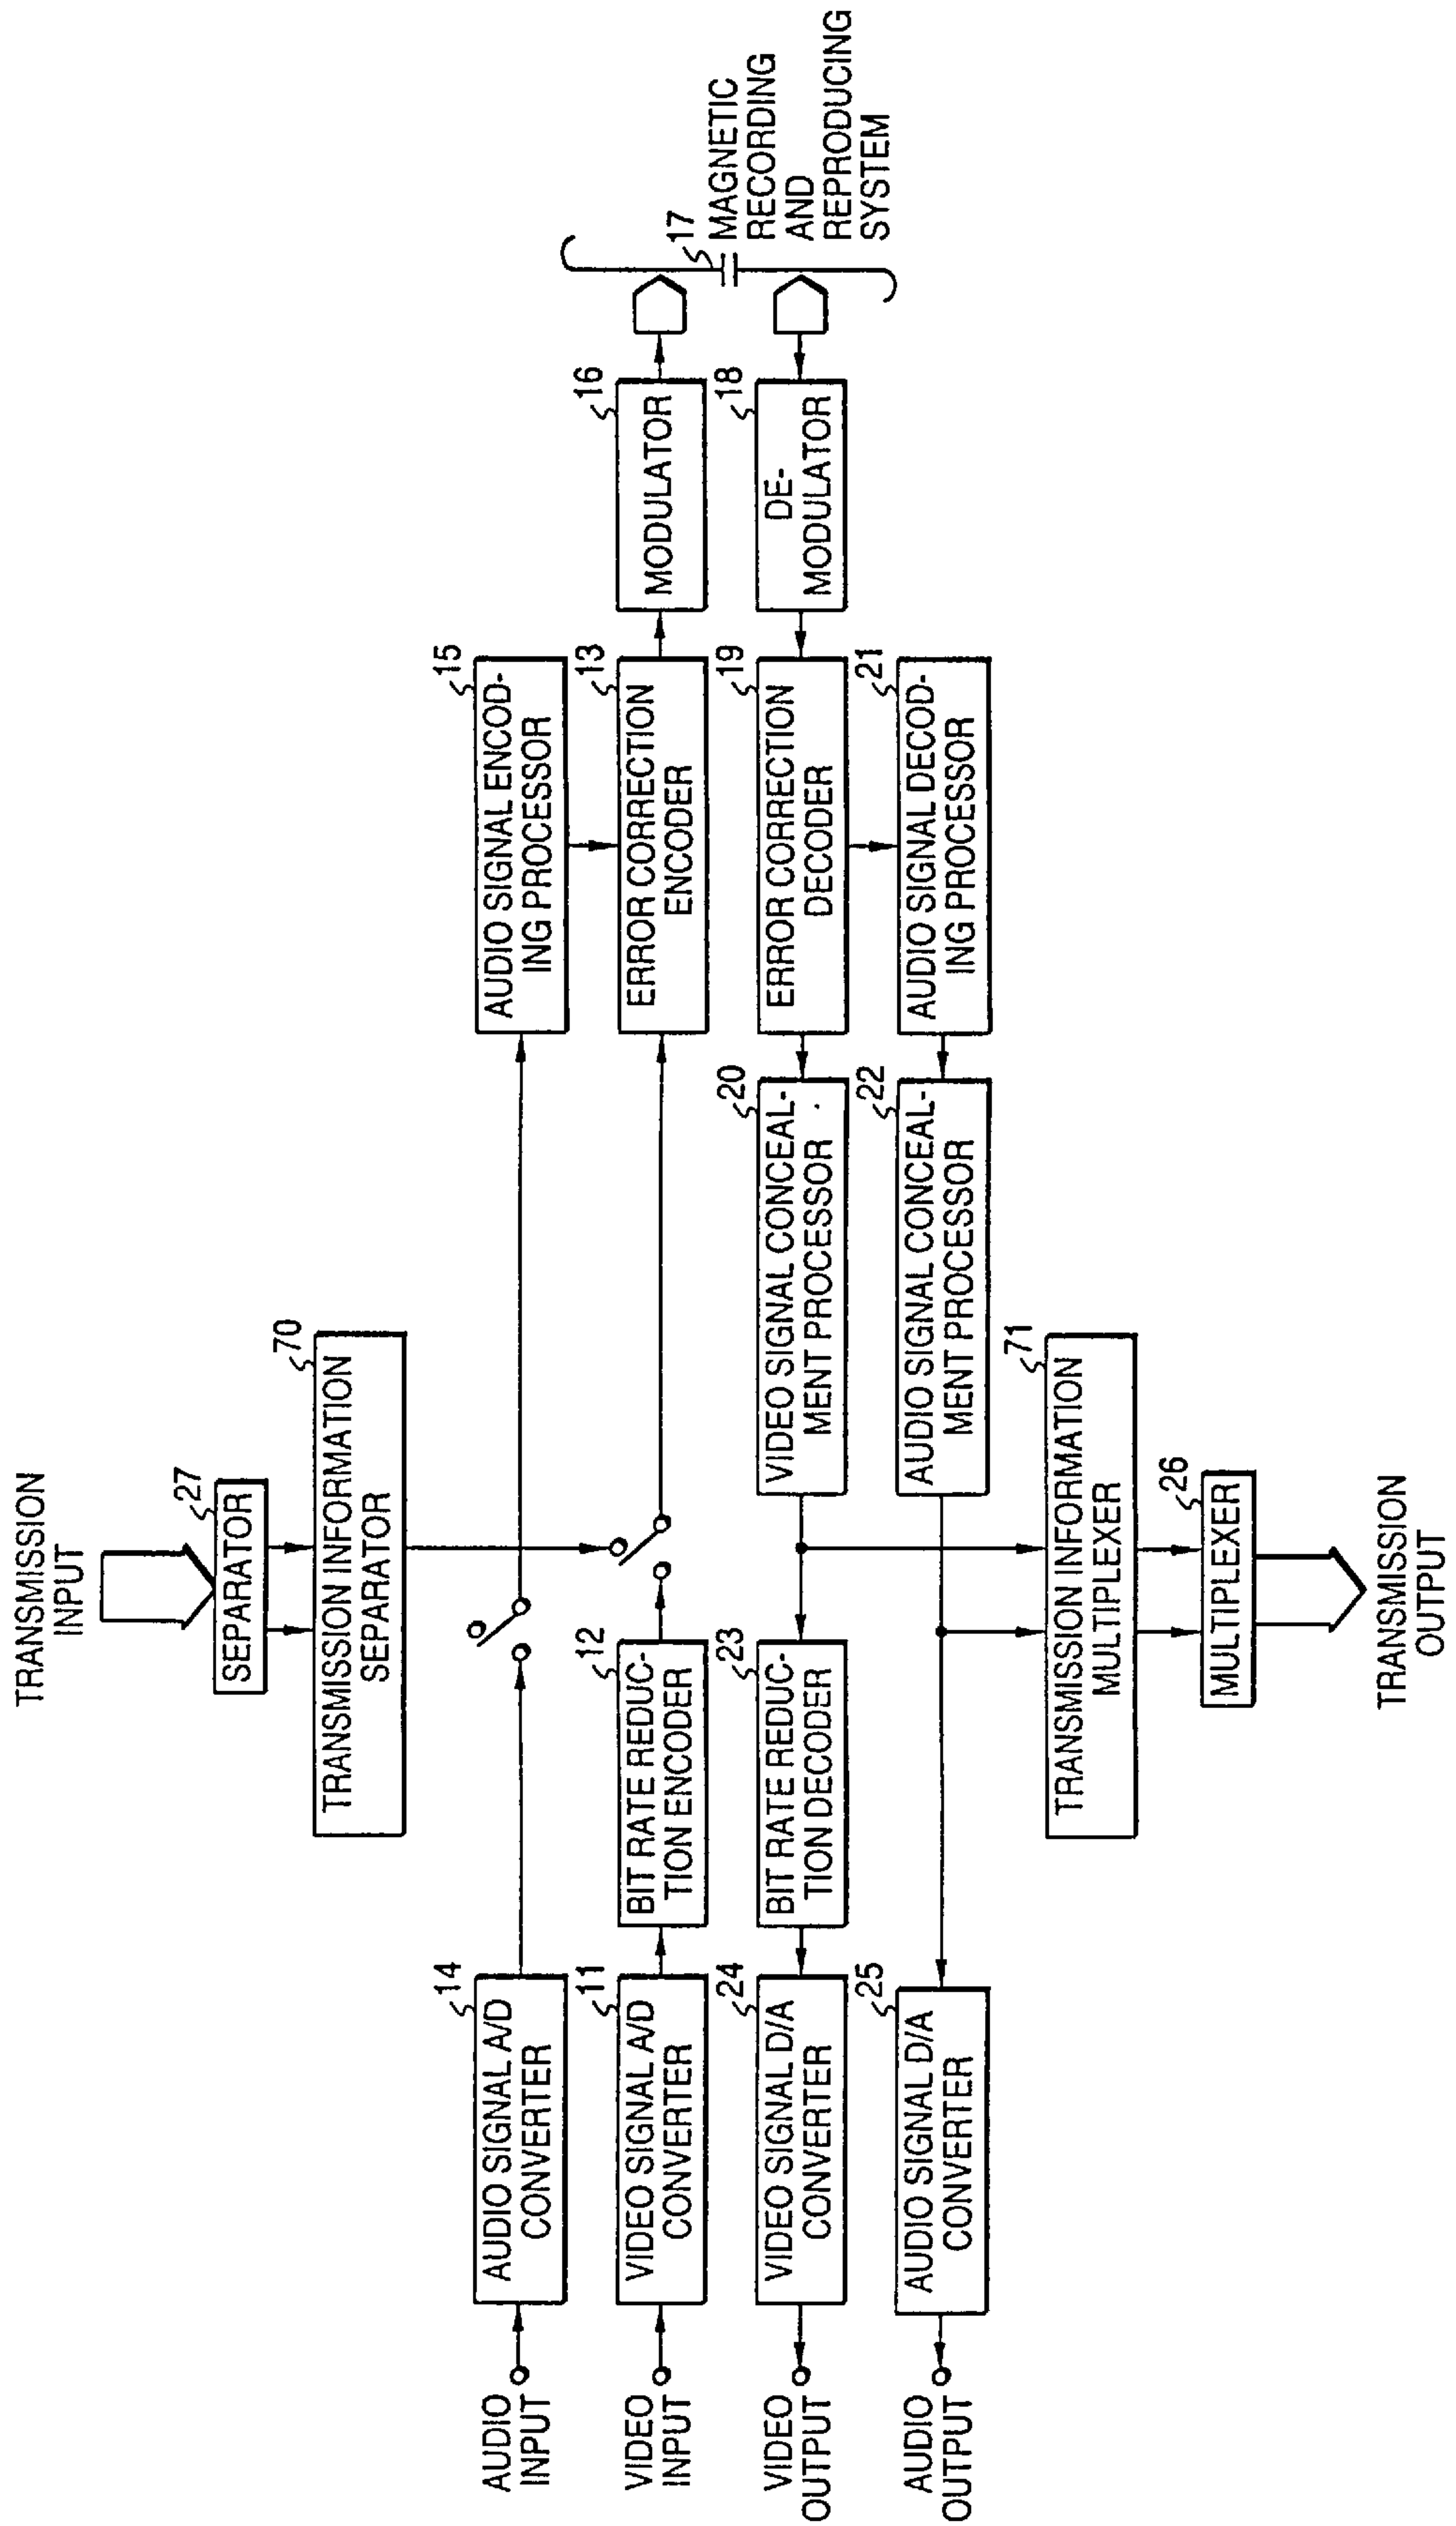 TRANSMISSION
INPUT
27
SEPARATOR
70
TRANSMISSION INFORMATION
SEPARATOR
AUDIO
INPUT
14
AUDIO SIGNAL A/D
CONVERTER
15
AUDIO SIGNAL ENCOD-
ING PROCESSOR
VIDEO
INPUT
11
VIDEO SIGNAL A/D
CONVERTER
12
BIT RATE REDUC-
TION ENCODER
13
ERROR CORRECTION
ENCODER
16
MODULATOR
17
MAGNETIC
RECORDING
AND
REPRODUCING
SYSTEM
VIDEO
OUTPUT
24
VIDEO SIGNAL D/A
CONVERTER
23
BIT RATE REDUC-
TION DECODER
20
VIDEO SIGNAL CONCEAL-
MENT PROCESSOR
19
ERROR CORRECTION
DECODER
18
DE-
MODULATOR
AUDIO
OUTPUT
25
AUDIO SIGNAL D/A
CONVERTER
22
AUDIO SIGNAL CONCEAL-
MENT PROCESSOR
21
AUDIO SIGNAL DECOD-
ING PROCESSOR
71
TRANSMISSION INFORMATION
MULTIPLEXER
26
MULTIPLEXER
TRANSMISSION
OUTPUT